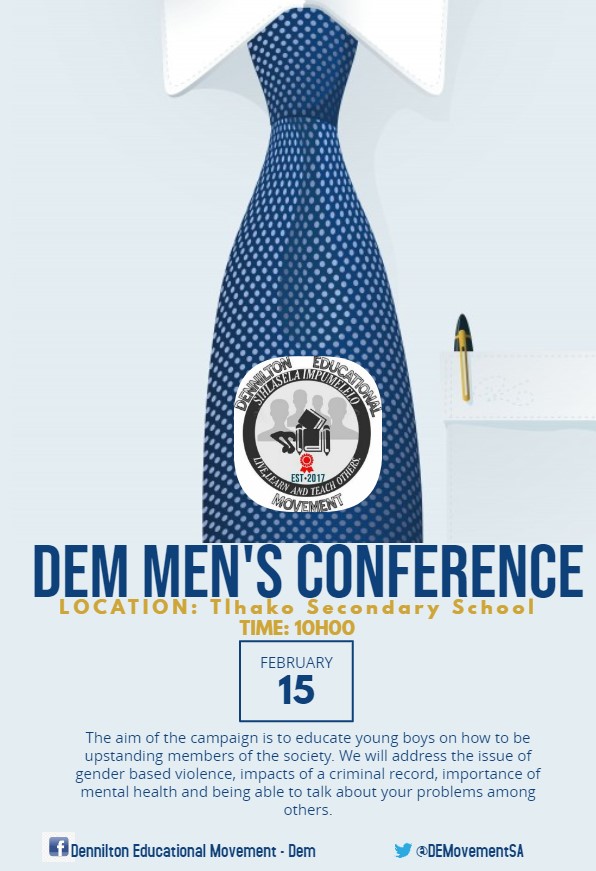 DENNILTON EDUCATIONAL
SIHLASELA IMPUMELELO
EST•2017
LIVE,LEARN AND TEACH OTHERS.
MOVEMENT
DEM MEN'S CONFERENCE
LOCATION: Tlhako Secondary School
TIME: 10H00
FEBRUARY
15
The aim of the campaign is to educate young boys on how to be
upstanding members of the society. We will address the issue of
gender based violence, impacts of a criminal record, importance of
mental health and being able to talk about your problems among
others.
Dennilton Educational Movement - Dem
@DEMovementSA